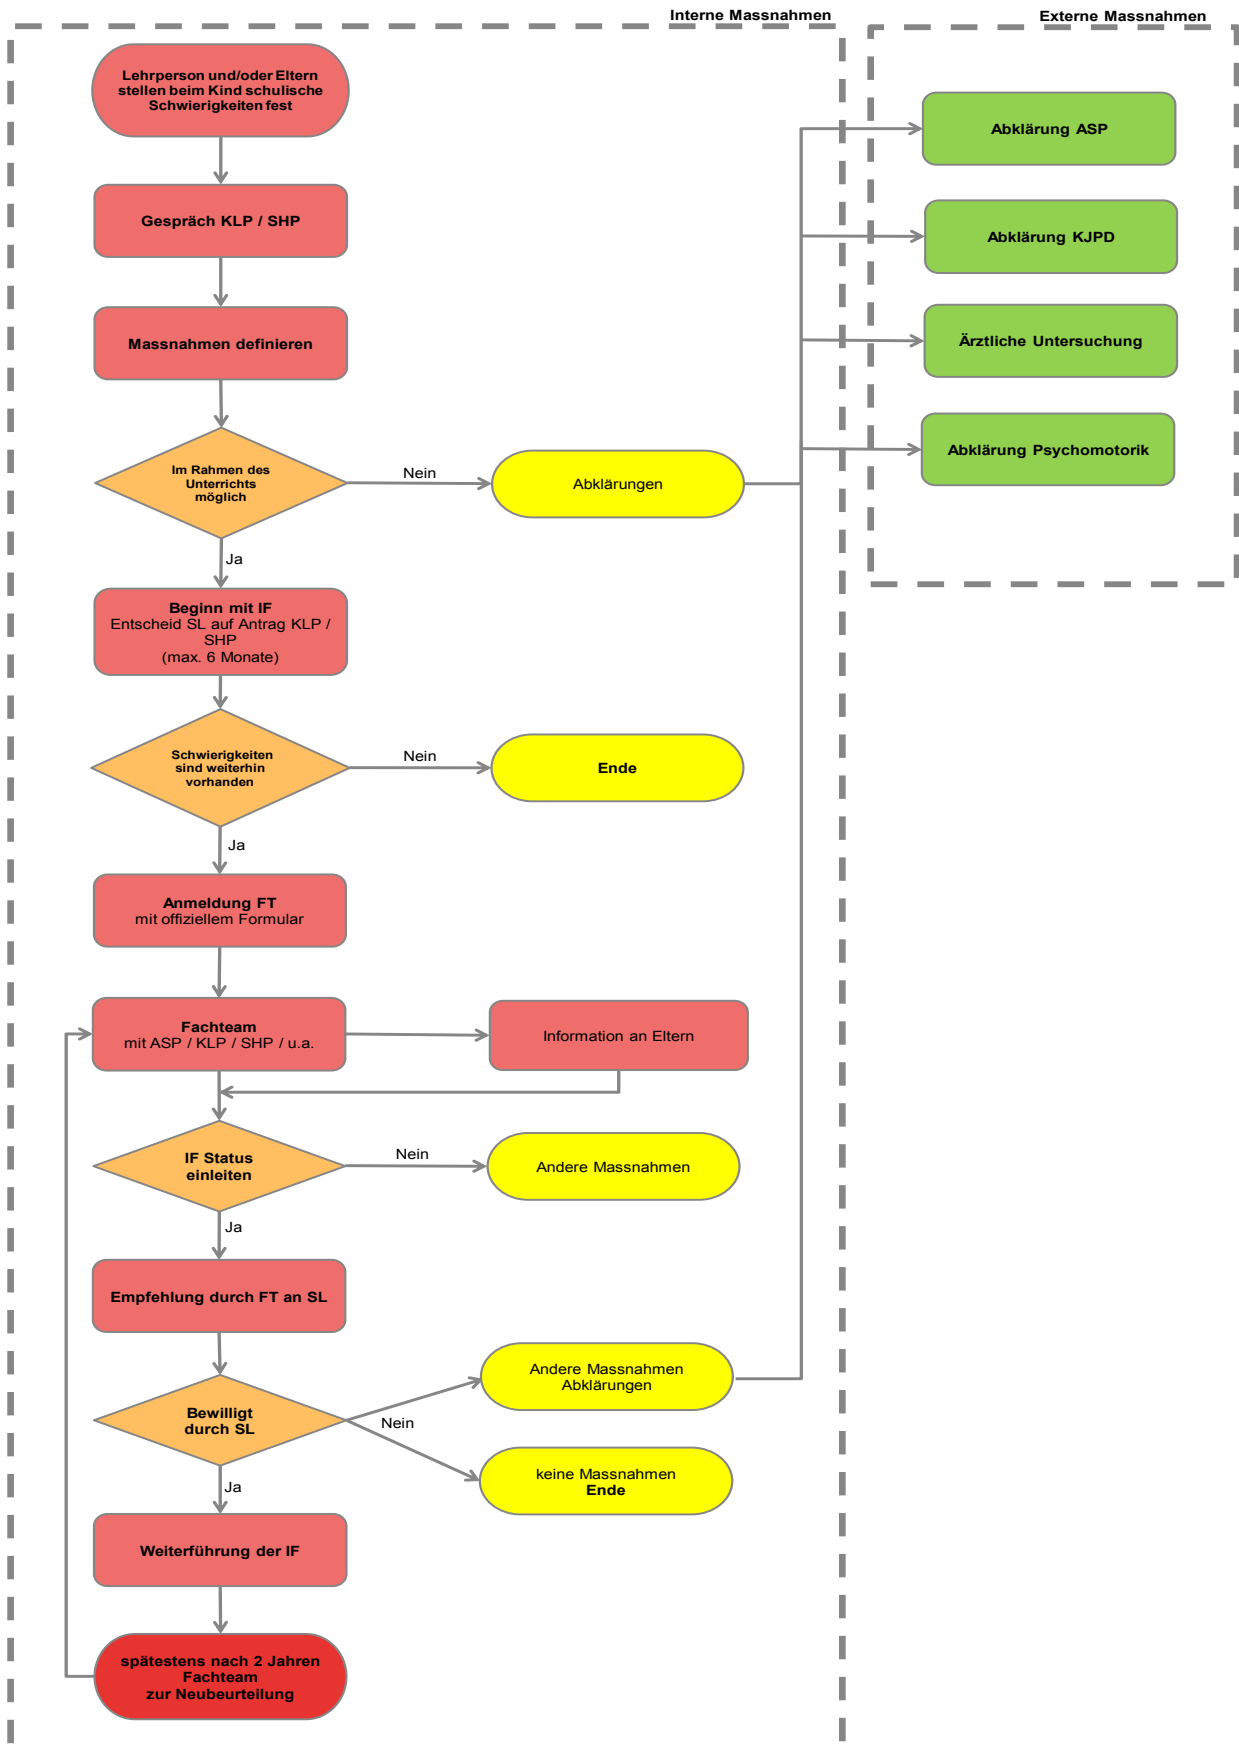 Interne Massnahmen
Externe Massnahmen
Lehrperson und/oder Eltern
stellen beim Kind schulische
Schwierigkeiten fest
Abklärung ASP
Gespräch KLP / SHP
Abklärung KJPD
Massnahmen definieren
Ärztliche Untersuchung
Abklärung Psychomotorik
Im Rahmen des
Unterrichts
möglich
Nein
Abklärungen
Ja
Beginn mit IF
Entscheid SL auf Antrag KLP /
SHP
(max. 6 Monate)
Schwierigkeiten
sind weiterhin
vorhanden
Nein
Ende
Ja
Anmeldung FT
mit offiziellem Formular
Fachteam
mit ASP / KLP / SHP / u.a.
Information an Eltern
IF Status
einleiten
Nein
Andere Massnahmen
Ja
Empfehlung durch FT an SL
Andere Massnahmen
Abklärungen
Bewilligt
durch SL
Nein
keine Massnahmen
Ende
Ja
Weiterführung der IF
spätestens nach 2 Jahren
Fachteam
zur Neubeurteilung